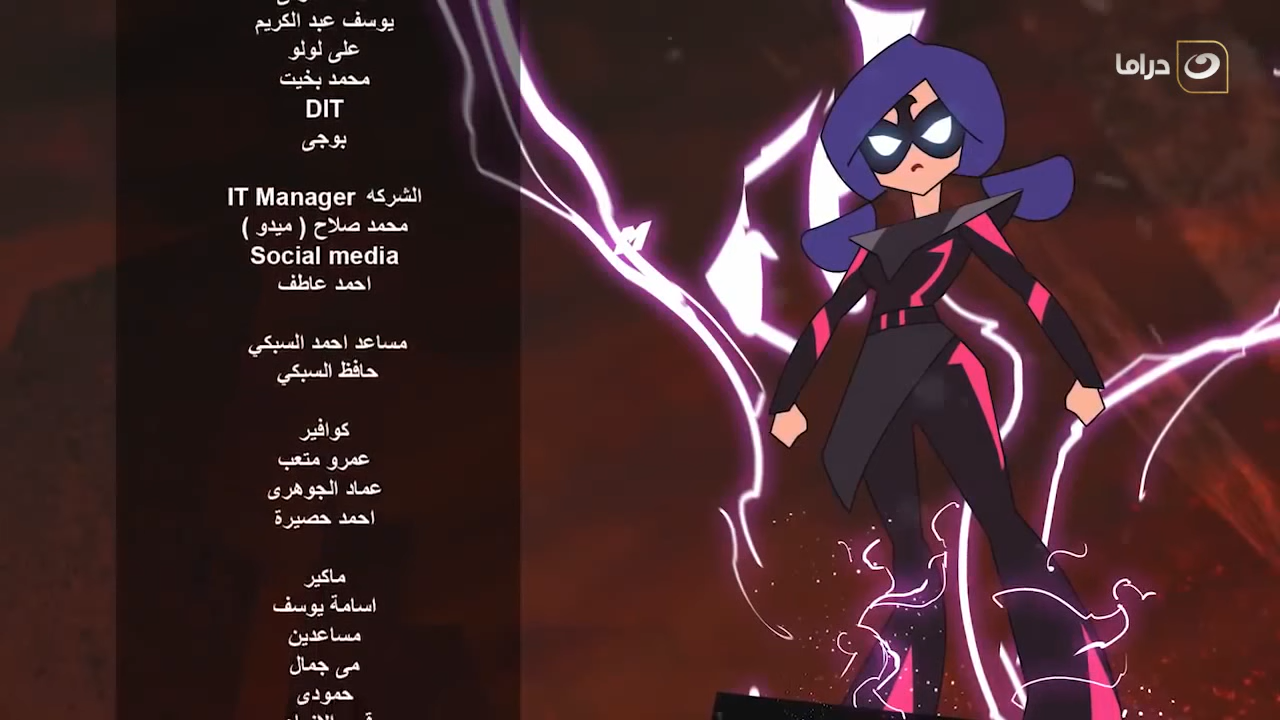 يوسف عبد الكريم
على لولو
محمد بخيت
DIT
بوجى
IT Manager الشركه
محمد صلاح ( ميدو )
Social media
احمد عاطف
مساعد احمد السبكي
حافظ السبكي
كوافير
عمرو متعب
عماد الجوهرى
احمد حصيرة
ماكير
اسامة يوسف
مساعدين
مى جمال
حمودى
دراما